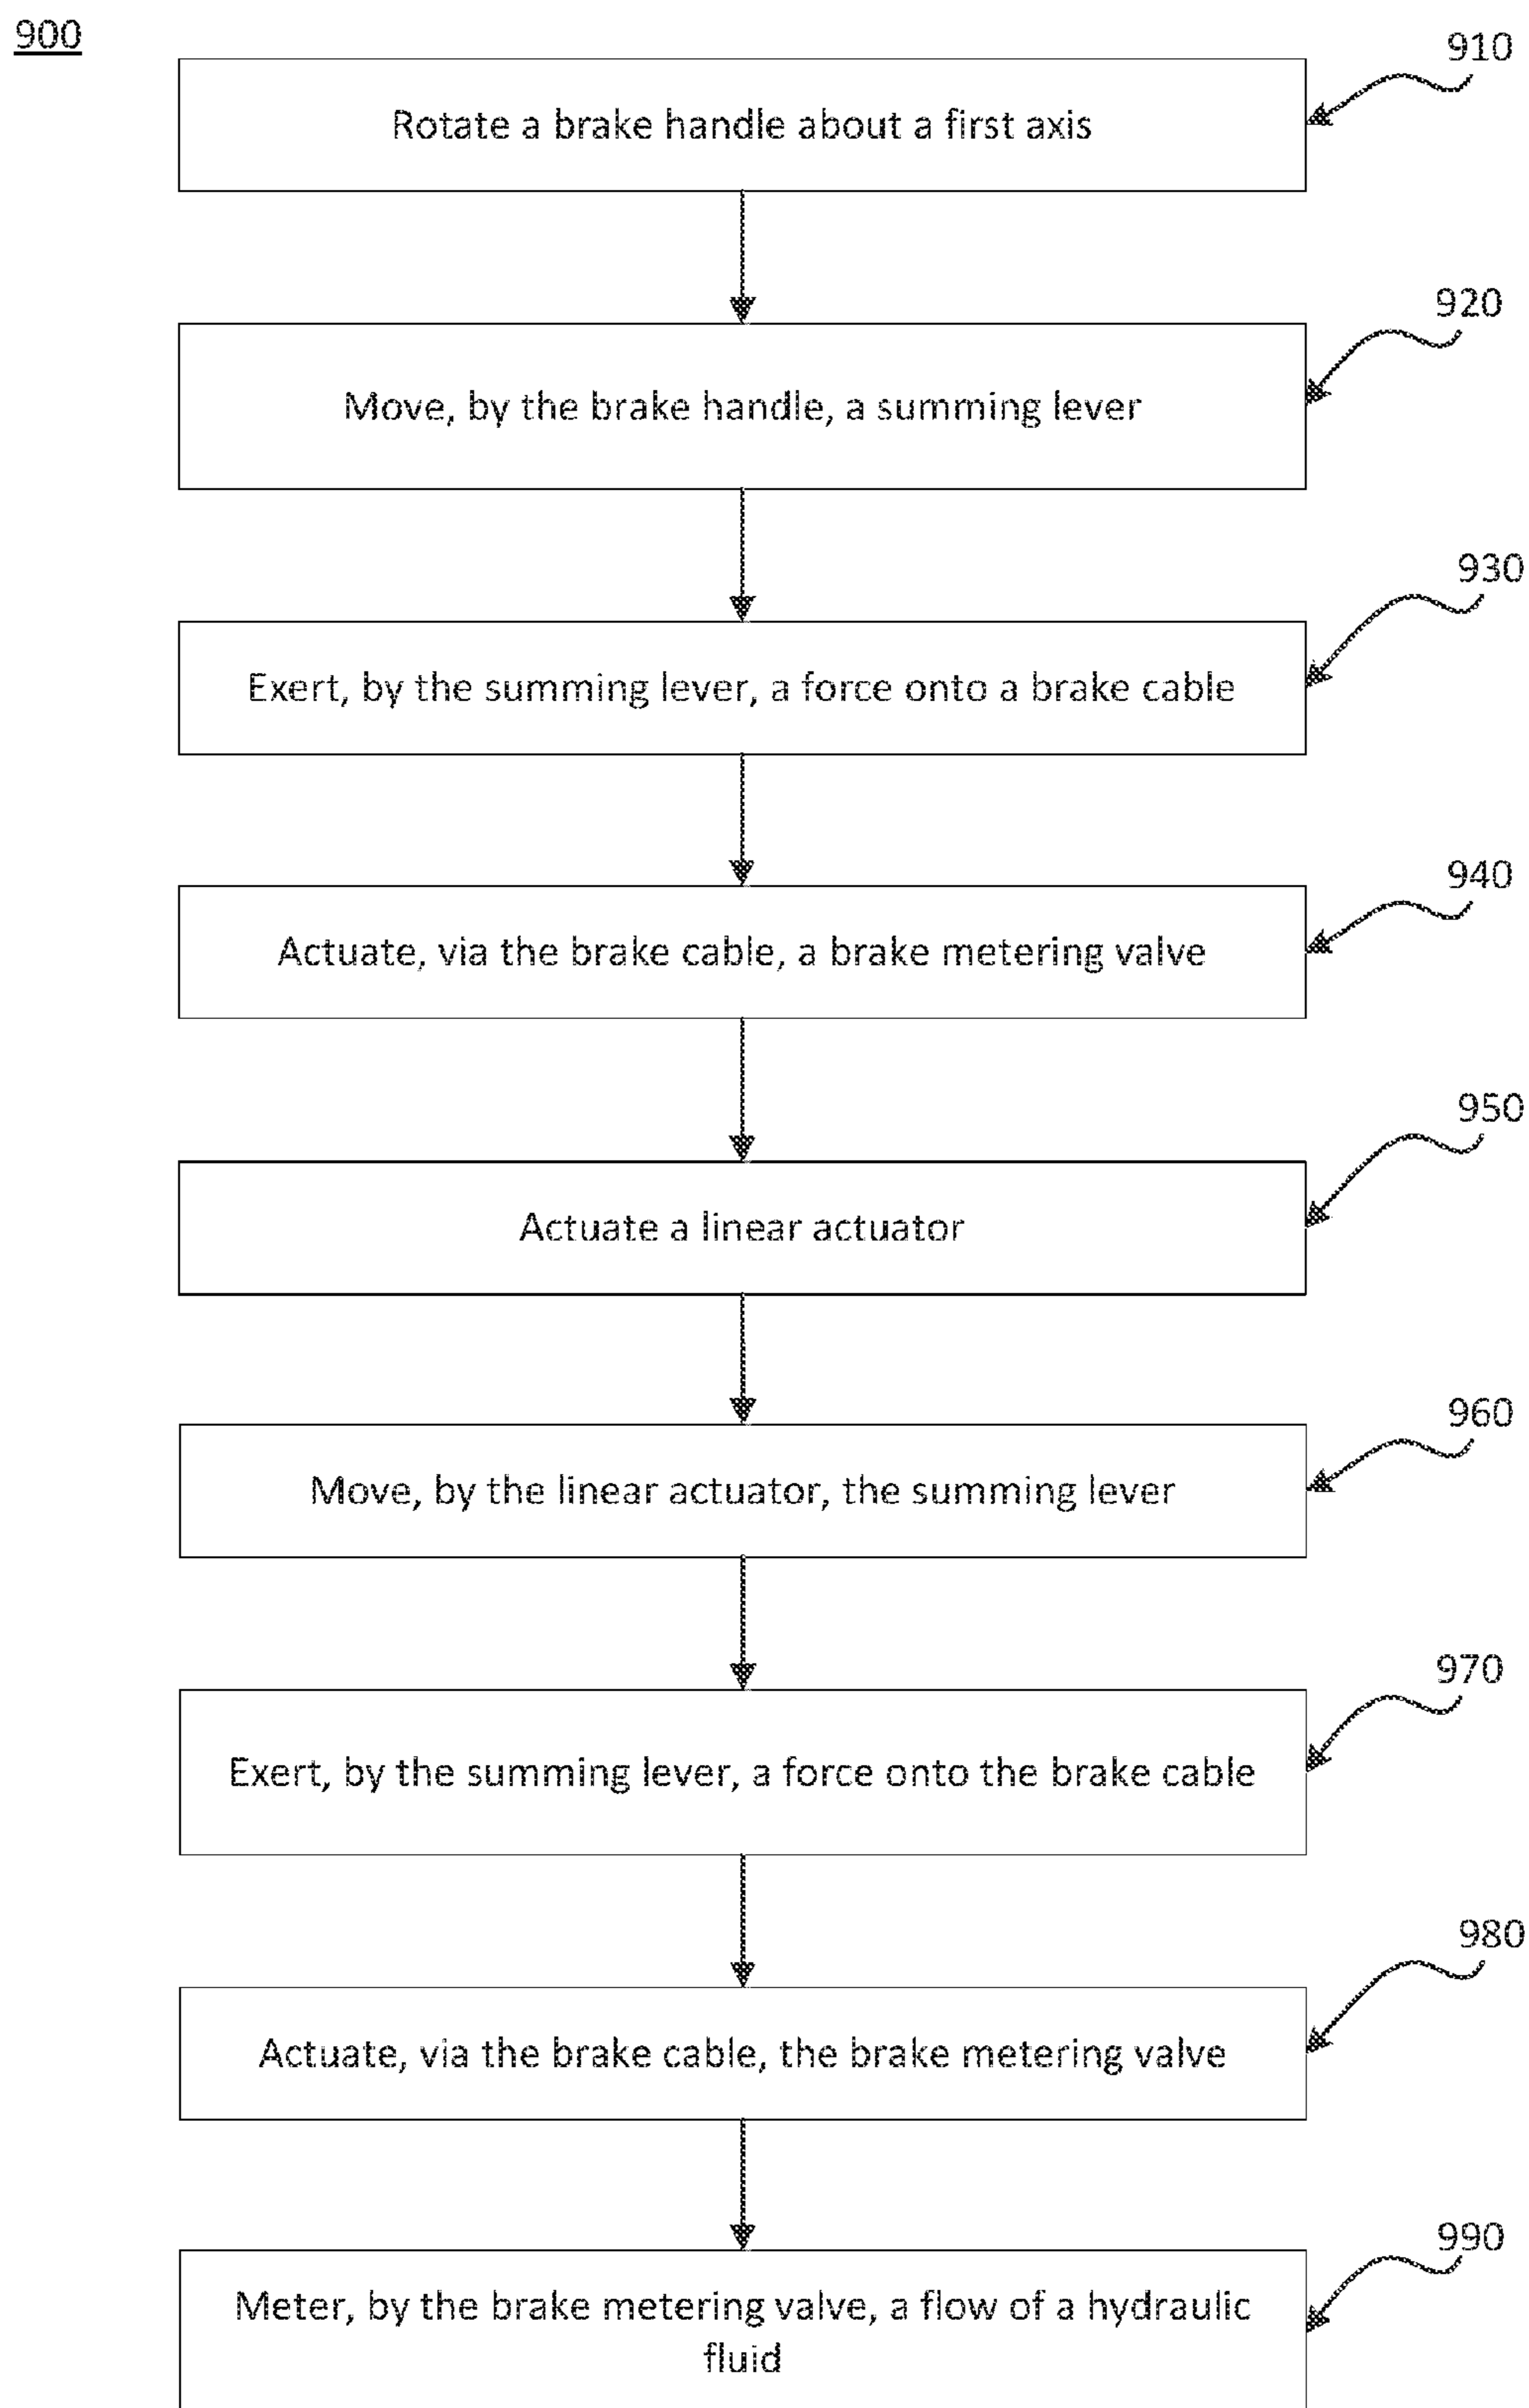 900
910
Rotate a brake handle about a first axis
920
Move, by the brake handle, a summing lever
930
Exert, by the summing lever, a force onto a brake cable
940
Actuate, via the brake cable, a brake metering valve
950
Actuate a linear actuator
960
Move, by the linear actuator, the summing lever
970
Exert, by the summing lever, a force onto the brake cable
980
Actuate, via the brake cable, the brake metering valve
990
Meter, by the brake metering valve, a flow of a hydraulic
fluid